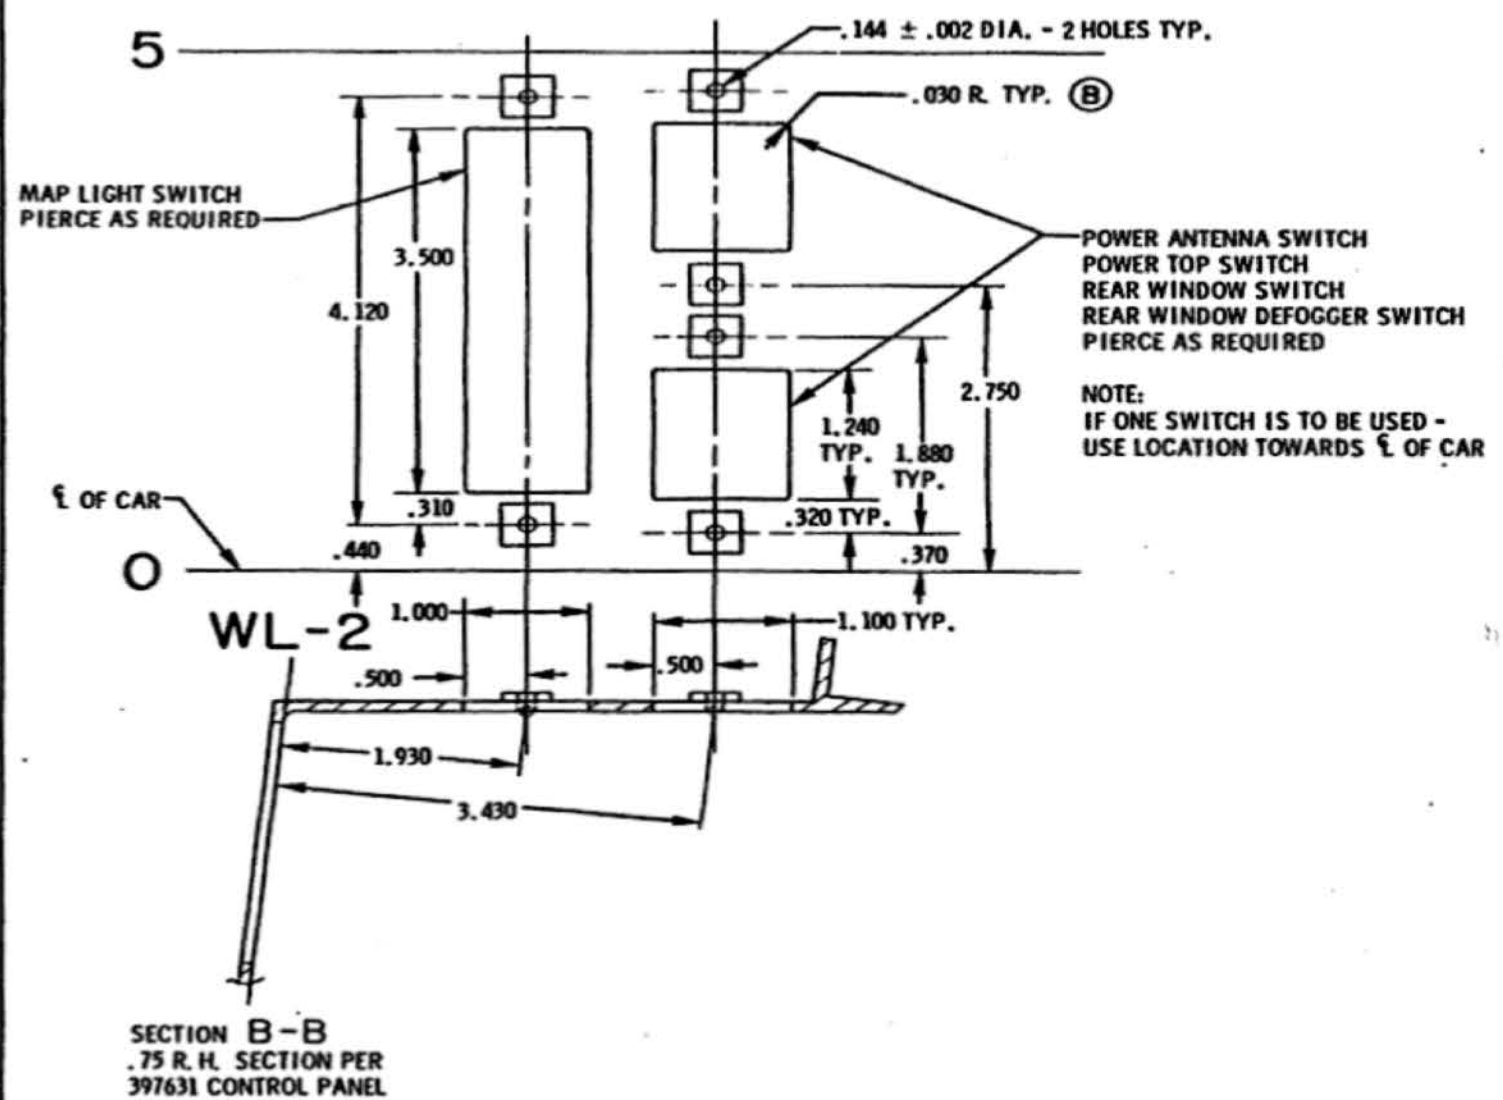 5
.144 ± .002 DIA. - 2 HOLES TYP.
.030 R. TYP. (B)
MAP LIGHT SWITCH
PIERCE AS REQUIRED
3.500
4.120
POWER ANTENNA SWITCH
POWER TOP SWITCH
REAR WINDOW SWITCH
REAR WINDOW DEFOGGER SWITCH
PIERCE AS REQUIRED
2.750
NOTE:
IF ONE SWITCH IS TO BE USED -
USE LOCATION TOWARDS ℄ OF CAR
1.240
TYP.
1.880
TYP.
℄ OF CAR
.310
.320 TYP.
.440
.370
0
WL-2
1.000
1.100 TYP.
.500
.500
1.930
3.430
SECTION B-B
.75 R. H. SECTION PER
397631 CONTROL PANEL